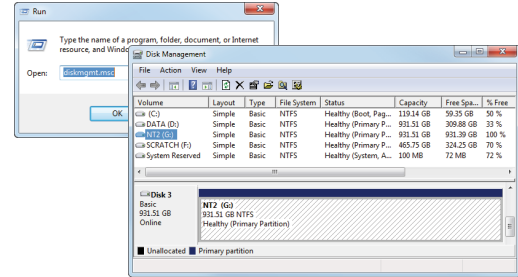 Run
Type the name of a program, folder, document, or Internet
resource, and Windo
Open: diskmgmt.msc
OK
Disk Management
File Action View Help
Volume Layout Type File System Status Capacity Free Spa... % Free
(C:) Simple Basic NTFS Healthy (Boot, Pag... 119.14 GB 59.35 GB 50 %
DATA (D:) Simple Basic NTFS Healthy (Primary P... 931.51 GB 309.88 GB 33 %
NT2 (G:) Simple Basic NTFS Healthy (Primary P... 931.51 GB 931.39 GB 100 %
SCRATCH (F:) Simple Basic NTFS Healthy (Primary P... 465.75 GB 324.25 GB 70 %
System Reserved Simple Basic NTFS Healthy (System, A... 100 MB 72 MB 72 %
Disk 3
Basic
931.51 GB
Online
NT2 (G:)
931.51 GB NTFS
Healthy (Primary Partition)
Unallocated Primary partition